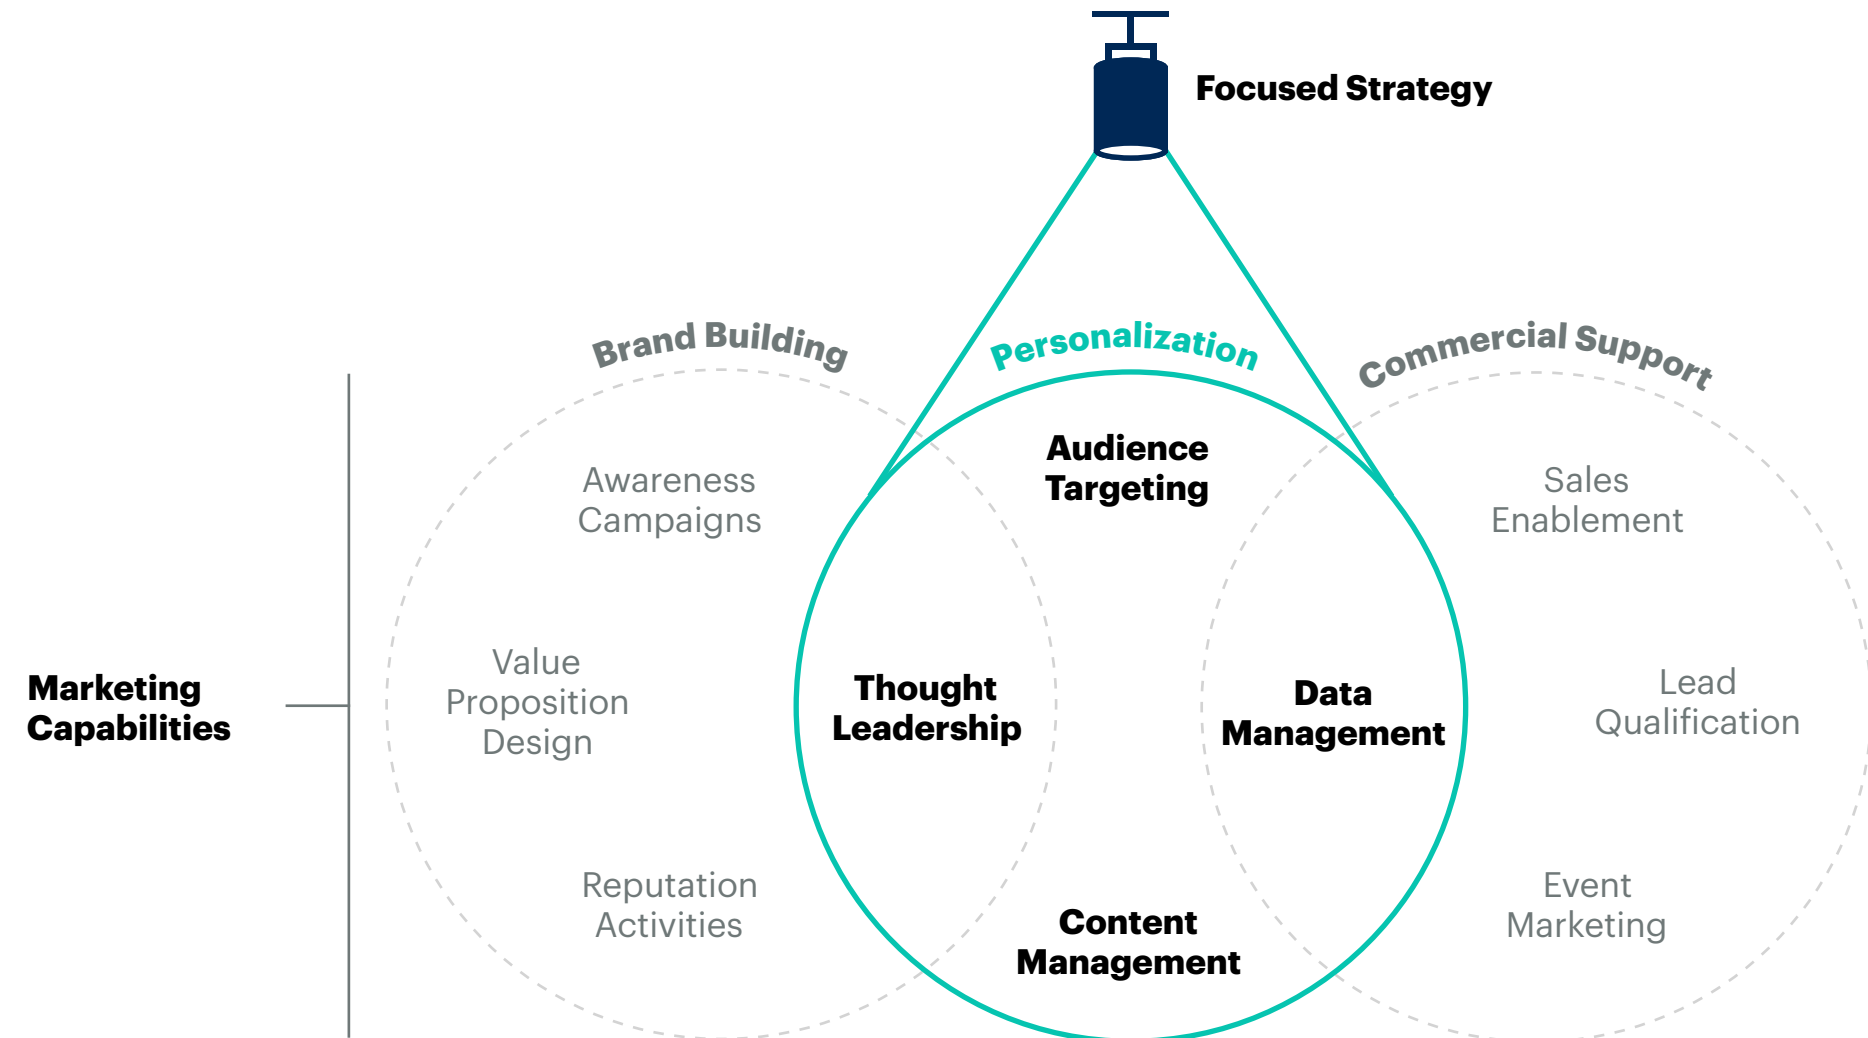 Focused Strategy
Brand Building
Personalization
Commercial Support
Audience
Targeting
Awareness
Campaigns
Sales
Enablement
Marketing
Capabilities
Value
Proposition
Design
Thought
Leadership
Data
Management
Lead
Qualification
Reputation
Activities
Content
Management
Event
Marketing